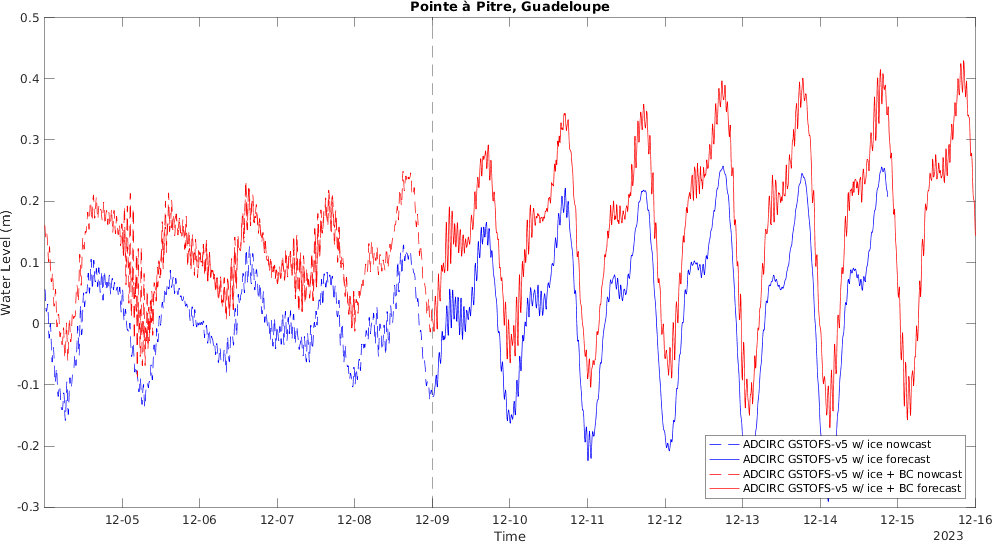 Pointe à Pitre, Guadeloupe
0.5
0.4
0.3
0.2
0.1
0
-0.1
-0.2
-0.3
Water Level (m)
ADCIRC GSTOFS-v5 w/ ice nowcast
ADCIRC GSTOFS-v5 w/ ice forecast
ADCIRC GSTOFS-v5 w/ ice + BC nowcast
ADCIRC GSTOFS-v5 w/ ice + BC forecast
12-05 12-06 12-07 12-08 12-09 12-10 12-11 12-12 12-13 12-14 12-15 12-16
Time
2023